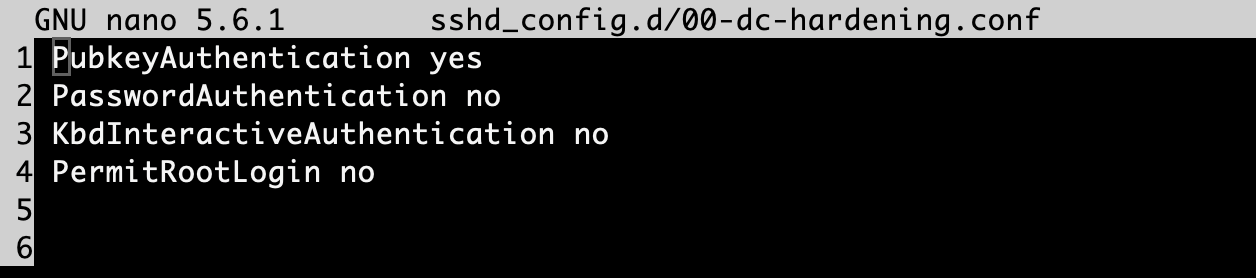 GNU nano 5.6.1 sshd_config.d/00-dc-hardening.conf
1 PubkeyAuthentication yes
2 PasswordAuthentication no
3 KbdInteractiveAuthentication no
4 PermitRootLogin no
5
6